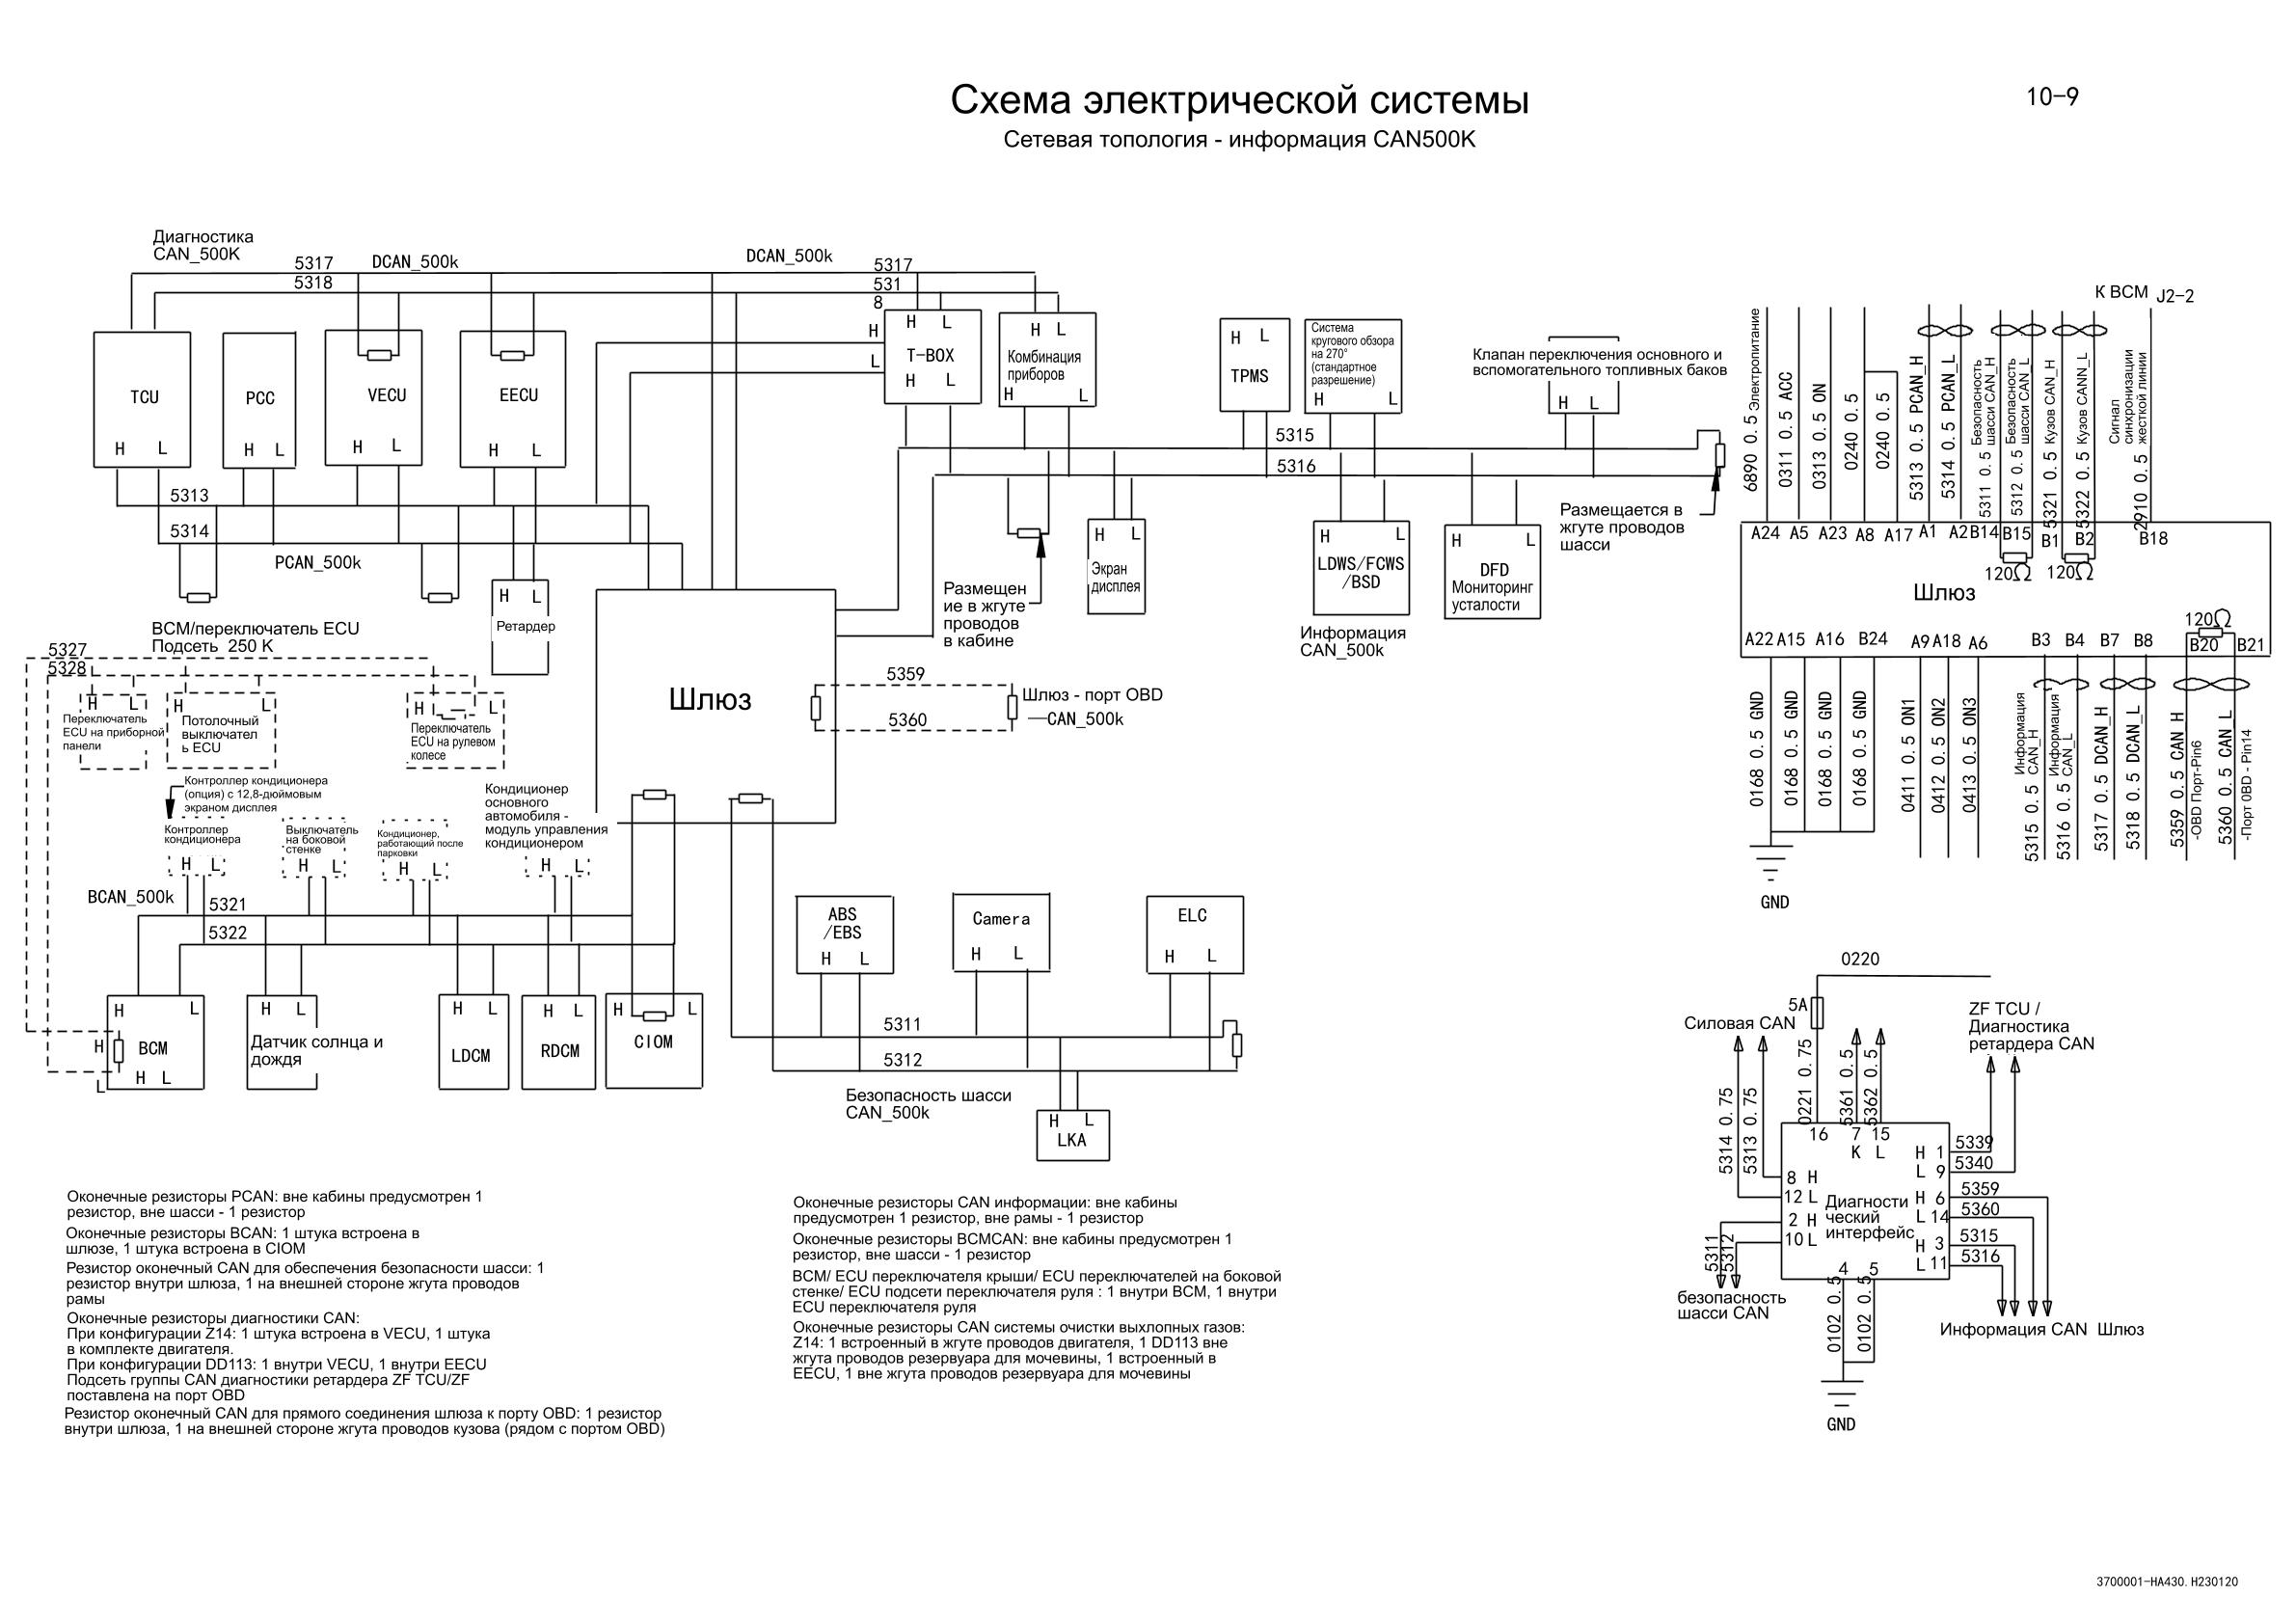 Схема электрической системы
10-9
Сетевая топология - информация CAN500K
Диагностика
CAN_500K
5317
DCAN_500k
DCAN_500k
5317
5318
531
8
H
L
TCU
H L
PCC
H L
VECU
H L
EECU
H L
H L
T-BOX
H L
H L
Комбинация
приборов
H L
H L
TPMS
Система
кругового обзора
на 270°
(стандартное
разрешение)
H L
Клапан переключения основного и
вспомогательного топливных баков
H L
5315
5316
5313
5314
PCAN_500k
H L
Ретардер
Размещен
ие в жгуте
проводов
в кабине
H L
Экран
дисплея
H L
LDWS/FCWS
/BSD
Информация
CAN_500k
H L
DFD
Мониторинг
усталости
Размещается в
жгуте проводов
шасси
BCM/переключатель ECU
Подсеть 250 K
5327
5328
H L
Переключатель
ECU на приборной
панели
H L
Потолочный
выключател
ь ECU
H L
Переключатель
ECU на рулевом
колесе
Шлюз
5359
5360
Шлюз - порт OBD
—CAN_500k
Контроллер кондиционера
(опция) с 12,8-дюймовым
экраном дисплея
Контроллер
кондиционера
H L
Выключатель
на боковой
стенке
H L
Кондиционер,
работающий после
парковки
H L
Кондиционер
основного
автомобиля -
модуль управления
кондиционером
H L
BCAN_500k
5321
5322
H L
H
BCM
H L
L
H L
Датчик солнца и
дождя
H L
LDCM
H L
RDCM
H L
CIOM
ABS
/EBS
H L
Camera
H L
ELC
H L
5311
5312
Безопасность шасси
CAN_500k
H L
LKA
К BCM J2-2
6890 0.5 Электропитание
0311 0.5 ACC
0313 0.5 ON
0240 0.5
0240 0.5
5313 0.5 PCAN_H
5314 0.5 PCAN_L
5311 0.5 Безопасность
шасси CAN_H
5312 0.5 Безопасность
шасси CAN_L
5321 0.5 Кузов CAN_H
5322 0.5 Кузов CANN_L
2910 0.5 Сигнал
синхронизации
жесткой линии
A24 A5 A23 A8 A17 A1 A2 B14 B15 B1 B2 B18
120Ω 120Ω
Шлюз
120Ω
A22 A15 A16 B24 A9 A18 A6 B3 B4 B7 B8 B20 B21
0168 0.5 GND
0168 0.5 GND
0168 0.5 GND
0168 0.5 GND
0411 0.5 ON1
0412 0.5 ON2
0413 0.5 ON3
5315 0.5 Информация
CAN_H
5316 0.5 Информация
CAN_L
5317 0.5 DCAN_H
5318 0.5 DCAN_L
5359 0.5 CAN H
-OBD Порт-Pin6
5360 0.5 CAN L
-Порт OBD - Pin14
GND
0220
5A
Силовая CAN
ZF TCU /
Диагностика
ретардера CAN
5314 0.75
5313 0.75
0221 0.75
5361 0.5
5362 0.5
16 7 15
K L
H 1 5339
L 9 5340
8 H
12 L
2 H
10 L
Диагности
ческий
интерфейс
H 6 5359
L 14 5360
H 3 5315
L 11 5316
5311
5312
4 5
безопасность
шасси CAN
0102 0.5
0102 0.5
Информация CAN Шлюз
GND
Оконечные резисторы PCAN: вне кабины предусмотрен 1
резистор, вне шасси - 1 резистор
Оконечные резисторы BCAN: 1 штука встроена в
шлюзе, 1 штука встроена в CIOM
Резистор оконечный CAN для обеспечения безопасности шасси: 1
резистор внутри шлюза, 1 на внешней стороне жгута проводов
рамы
Оконечные резисторы диагностики CAN:
При конфигурации Z14: 1 штука встроена в VECU, 1 штука
в комплекте двигателя.
При конфигурации DD113: 1 внутри VECU, 1 внутри EECU
Подсеть группы CAN диагностики ретардера ZF TCU/ZF
поставлена на порт OBD
Резистор оконечный CAN для прямого соединения шлюза к порту OBD: 1 резистор
внутри шлюза, 1 на внешней стороне жгута проводов кузова (рядом с портом OBD)
Оконечные резисторы CAN информации: вне кабины
предусмотрен 1 резистор, вне рамы - 1 резистор
Оконечные резисторы BCMCAN: вне кабины предусмотрен 1
резистор, вне шасси - 1 резистор
BCM/ ECU переключателя крыши/ ECU переключателей на боковой
стенке/ ECU подсети переключателя руля : 1 внутри BCM, 1 внутри
ECU переключателя руля
Оконечные резисторы CAN системы очистки выхлопных газов:
Z14: 1 встроенный в жгуте проводов двигателя, 1 DD113 вне
жгута проводов резервуара для мочевины, 1 встроенный в
EECU, 1 вне жгута проводов резервуара для мочевины
3700001-HA430.H230120